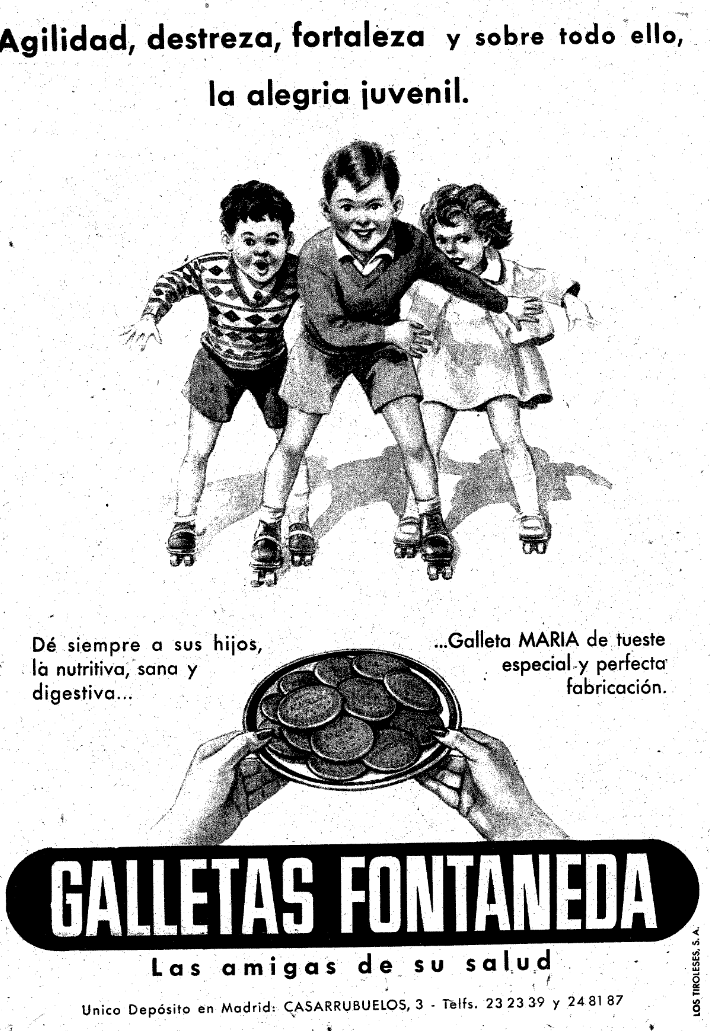 Agilidad, destreza, fortaleza y sobre todo ello,
la alegria juvenil.
Dé siempre a sus hijos,
la nutritiva, sana y
digestiva...
...Galleta MARIA de tueste
especial y perfecta
fabricación.
GALLETAS FONTANEDA
Las amigas de su salud
Unico Depósito en Madrid: CASARRUBUELOS, 3 - Telfs. 23 23 39 y 24 81 87
LOS TIROLESES, S. A.